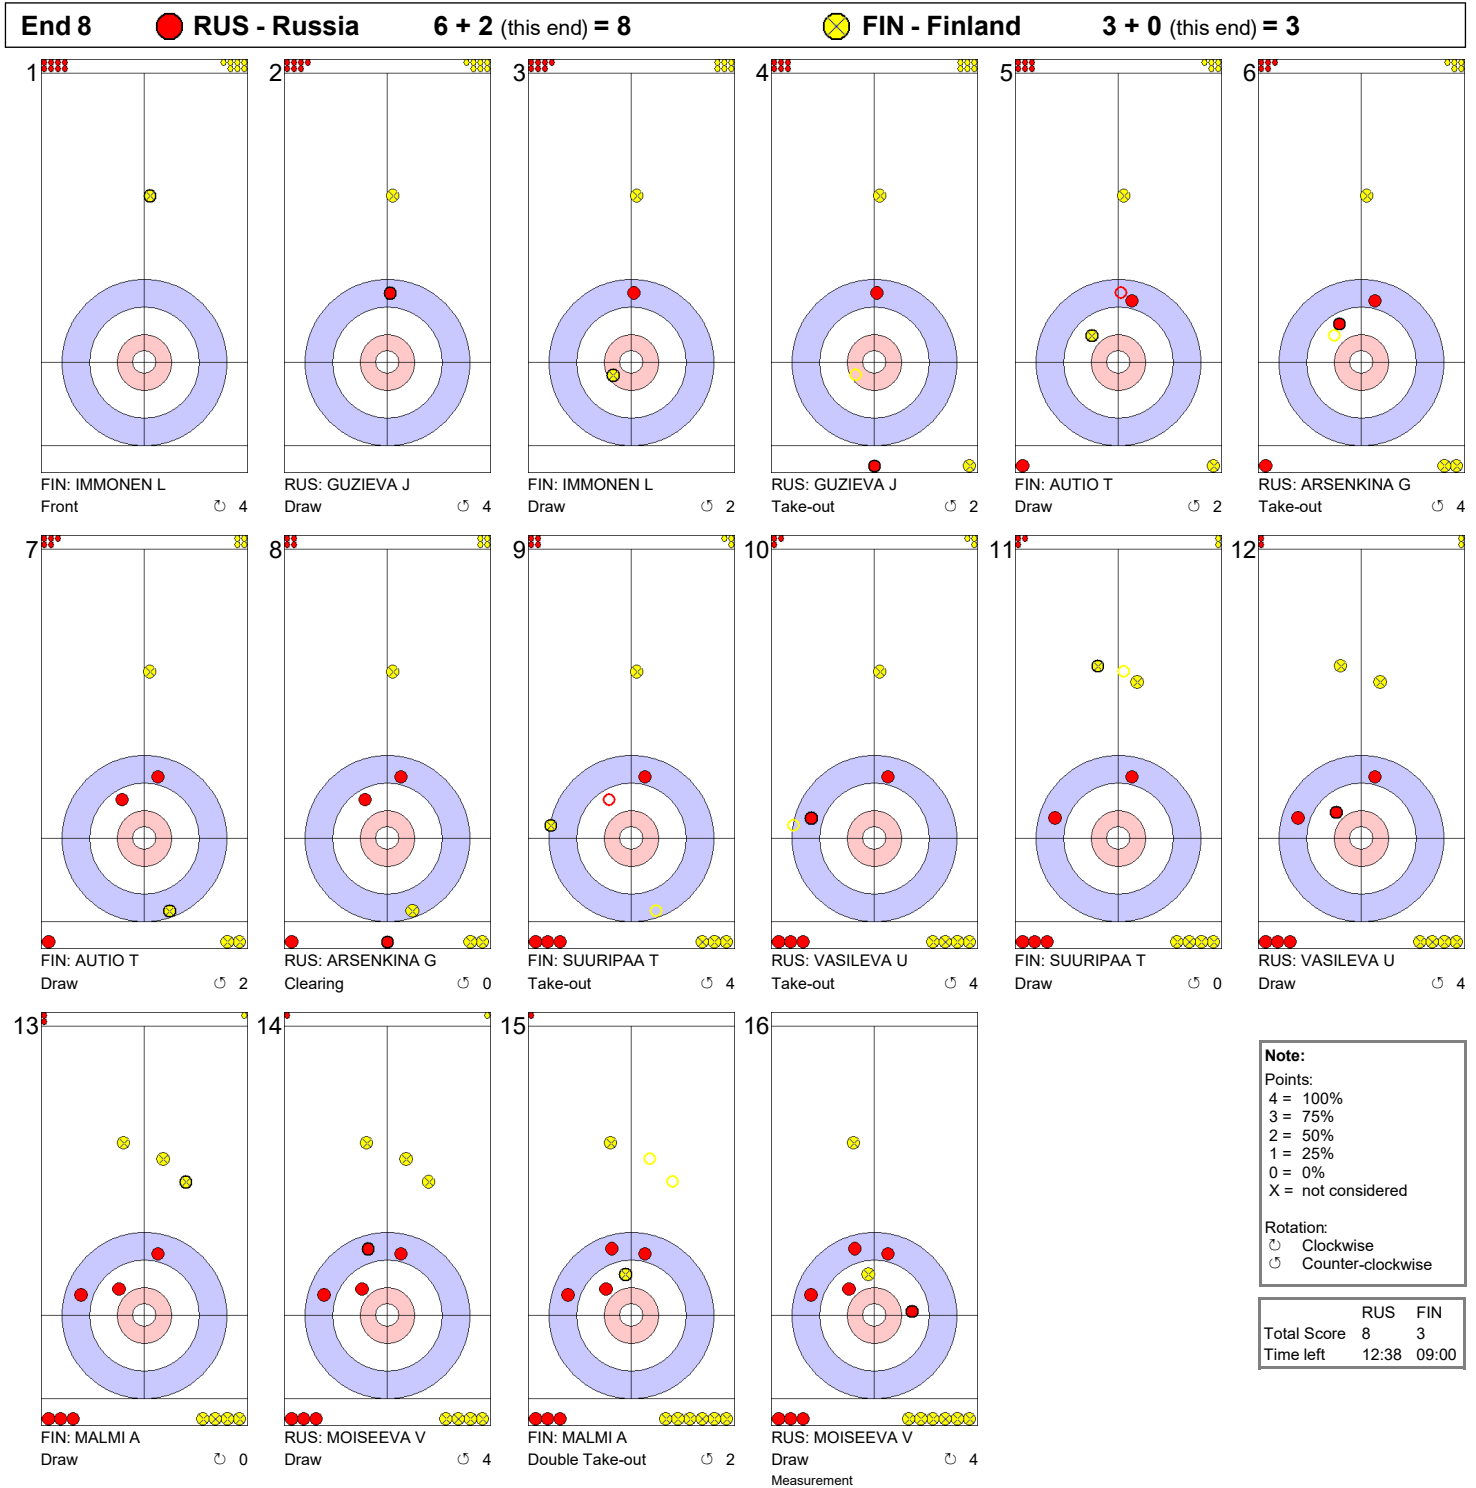 End 8 RUS - Russia 6 + 2 (this end) = 8 FIN - Finland 3 + 0 (this end) = 3
1 2 3 4 5 6
FIN: IMMONEN L RUS: GUZIEVA J FIN: IMMONEN L RUS: GUZIEVA J FIN: AUTIO T RUS: ARSENKINA G
Front ↻ 4 Draw ↺ 4 Draw ↺ 2 Take-out ↺ 2 Draw ↺ 2 Take-out ↺ 4
7 8 9 10 11 12
FIN: AUTIO T RUS: ARSENKINA G FIN: SUURIPAA T RUS: VASILEVA U FIN: SUURIPAA T RUS: VASILEVA U
Draw ↺ 2 Clearing ↺ 0 Take-out ↺ 4 Take-out ↺ 4 Draw ↺ 0 Draw ↺ 4
13 14 15 16
FIN: MALMI A RUS: MOISEEVA V FIN: MALMI A RUS: MOISEEVA V
Draw ↻ 0 Draw ↺ 4 Double Take-out ↺ 2 Draw ↻ 4
Measurement
Note:
Points:
4 = 100%
3 = 75%
2 = 50%
1 = 25%
0 = 0%
X = not considered
Rotation:
↻ Clockwise
↺ Counter-clockwise
RUS FIN
Total Score 8 3
Time left 12:38 09:00